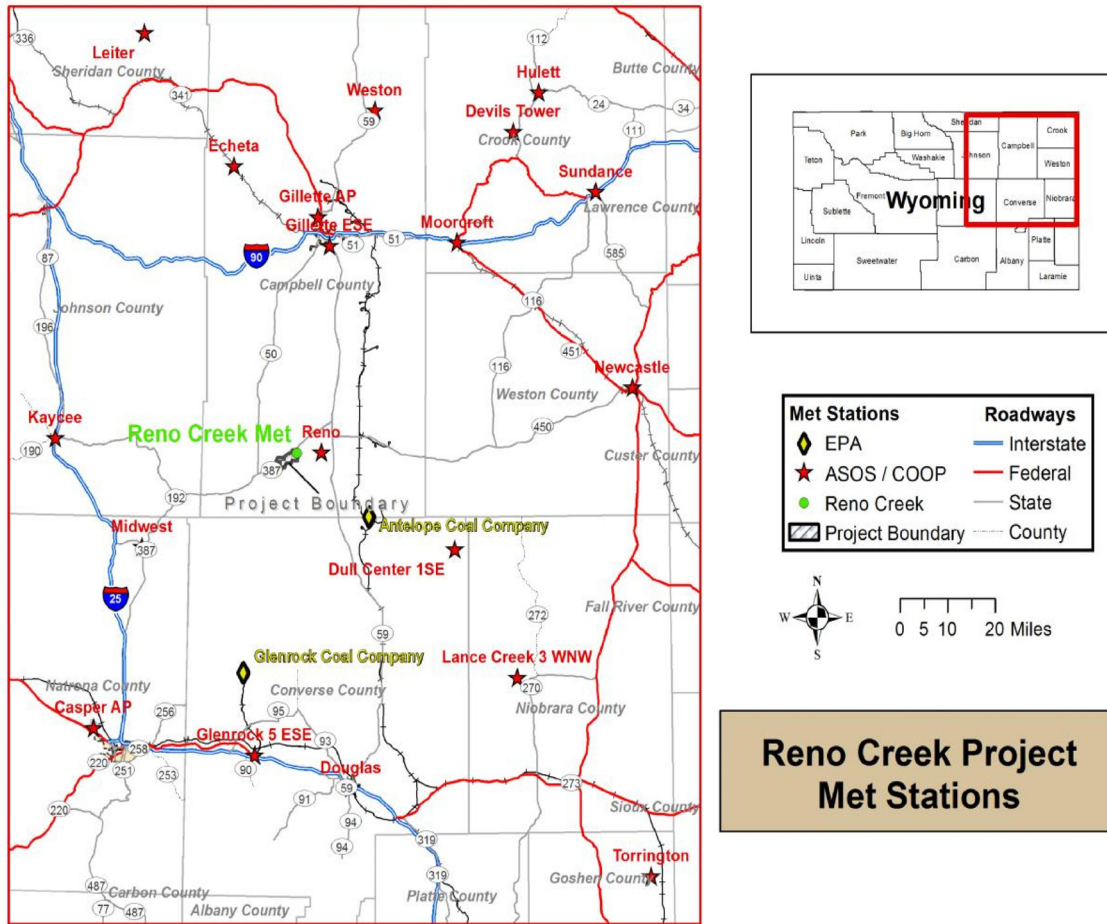 336
Leiter
Sheridan County
341
Weston
59
112
Hulett
Butte County
24
34
Devils Tower
Crook County
111
Echeta
Sundance
Lawrence County
Gillette AP
Gillette ESE
51
51
Moorcroft
90
585
87
Campbell County
Johnson County
196
116
50
451
116
Newcastle
Weston County
Kaycee
190
Reno Creek Met
Reno
450
387
Custer County
192
Project Boundary
Midwest
387
Antelope Coal Company
Dull Center 1SE
25
272
Fall River County
59
Glenrock Coal Company
Lance Creek 3 WNW
270
Natrona County
Converse County
Niobrara County
Casper AP
256
95
Glenrock 5 ESE
93
258
220
251
253
90
Douglas
59
273
91
Sioux County
220
94
319
94
Torrington
319
Goshen County
487
Carbon County
77
487
Albany County
Platte County
Sheridan
Park
Big Horn
Campbell
Crook
Teton
Washakie
Johnson
Weston
Fremont
Wyoming
Sublette
Converse
Niobrara
Lincoln
Platte
Sweetwater
Carbon
Albany
Uinta
Laramie
Met Stations
EPA
ASOS / COOP
Reno Creek
Project Boundary
Roadways
Interstate
Federal
State
County
N
W
E
S
0 5 10 20 Miles
Reno Creek Project
Met Stations